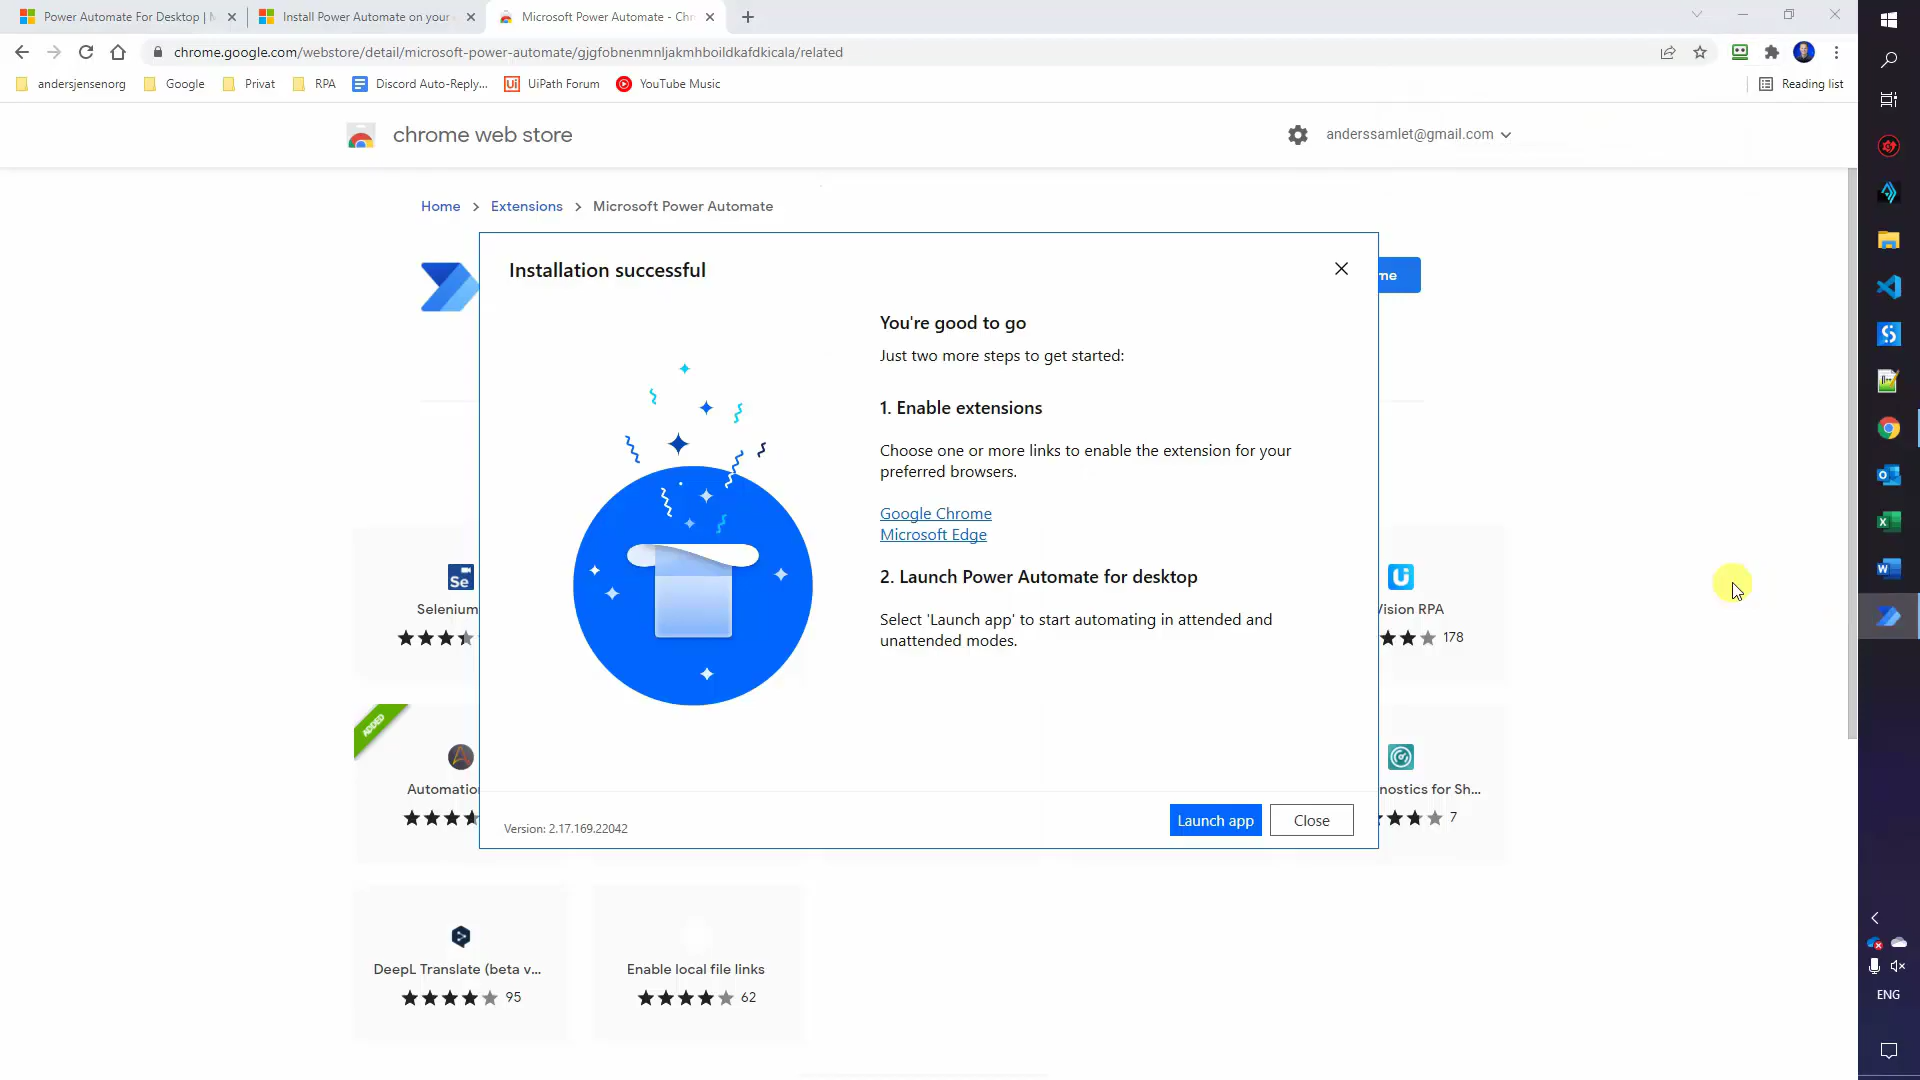 Power Automate For Desktop | M
Install Power Automate on your
Microsoft Power Automate - Chr
chrome.google.com/webstore/detail/microsoft-power-automate/gjgfobnenmnljakmhboildkafdkicala/related
andersjensenorg
Google
Privat
RPA
Discord Auto-Reply...
UiPath Forum
YouTube Music
Reading list
chrome web store
anderssamlet@gmail.com
Home
Extensions
Microsoft Power Automate
me
Installation successful
You're good to go
Just two more steps to get started:
1. Enable extensions
Choose one or more links to enable the extension for your
preferred browsers.
Google Chrome
Microsoft Edge
2. Launch Power Automate for desktop
Select 'Launch app' to start automating in attended and
unattended modes.
Version: 2.17.169.22042
Launch app
Close
Se
Selenium
Vision RPA
178
ADDED
Automatio
nostics for Sh...
7
DeepL Translate (beta v...
95
Enable local file links
62
ENG